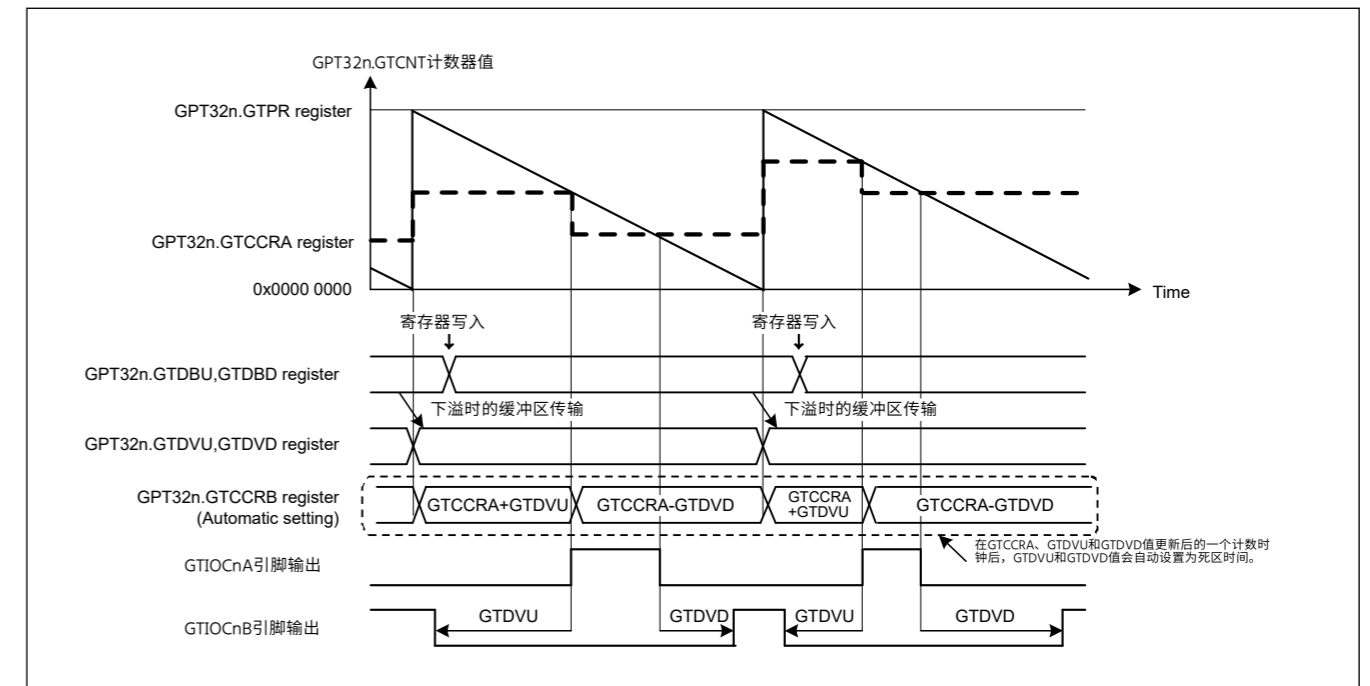 GPT32n.GTCNT计数器值
GPT32n.GTPR register
GPT32n.GTCCRA register
0x0000 0000
Time
寄存器写入
寄存器写入
GPT32n.GTDBU,GTDBD register
下溢时的缓冲区传输
下溢时的缓冲区传输
GPT32n.GTDVU,GTDVD register
GPT32n.GTCCRB register
(Automatic setting)
GTCCRA+GTDVU
GTCCRA-GTDVD
GTCCRA
+GTDVU
GTCCRA-GTDVD
在GTCCRA、GTDVU和GTDVD值更新后的一个计数时
钟后，GTDVU和GTDVD值会自动设置为死区时间。
GTIOCnA引脚输出
GTIOCnB引脚输出
GTDVU
GTDVD
GTDVU
GTDVD